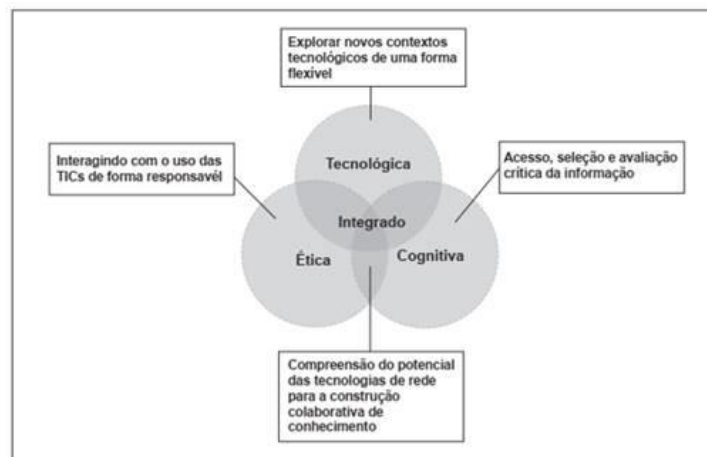 Explorar novos contextos
tecnológicos de uma forma
flexível
Tecnológica
Interagindo com o uso das
TICs de forma responsavél
Acesso, seleção e avaliação
crítica da informação
Integrado
Ética
Cognitiva
Compreensão do potencial
das tecnologias de rede
para a construção
colaborativa de
conhecimento